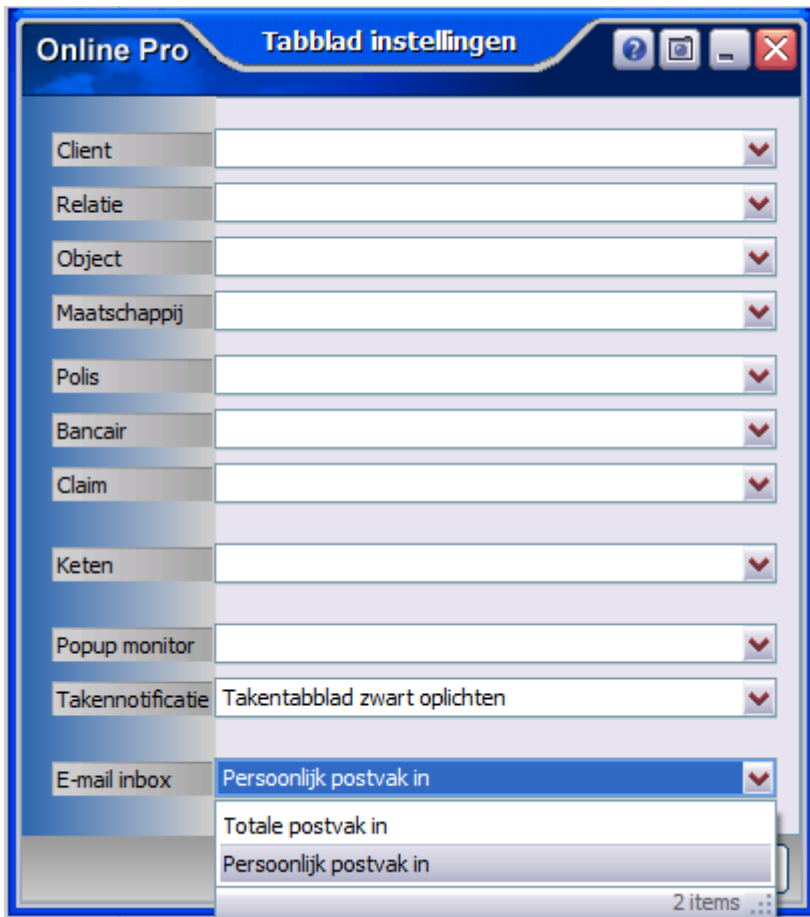 Online Pro Tabblad instellingen
Client
Relatie
Object
Maatschappij
Polis
Bancair
Claim
Keten
Popup monitor
Takennotificatie Takentabblad zwart oplichten
E-mail inbox Persoonlijk postvak in
Totale postvak in
Persoonlijk postvak in
2 items